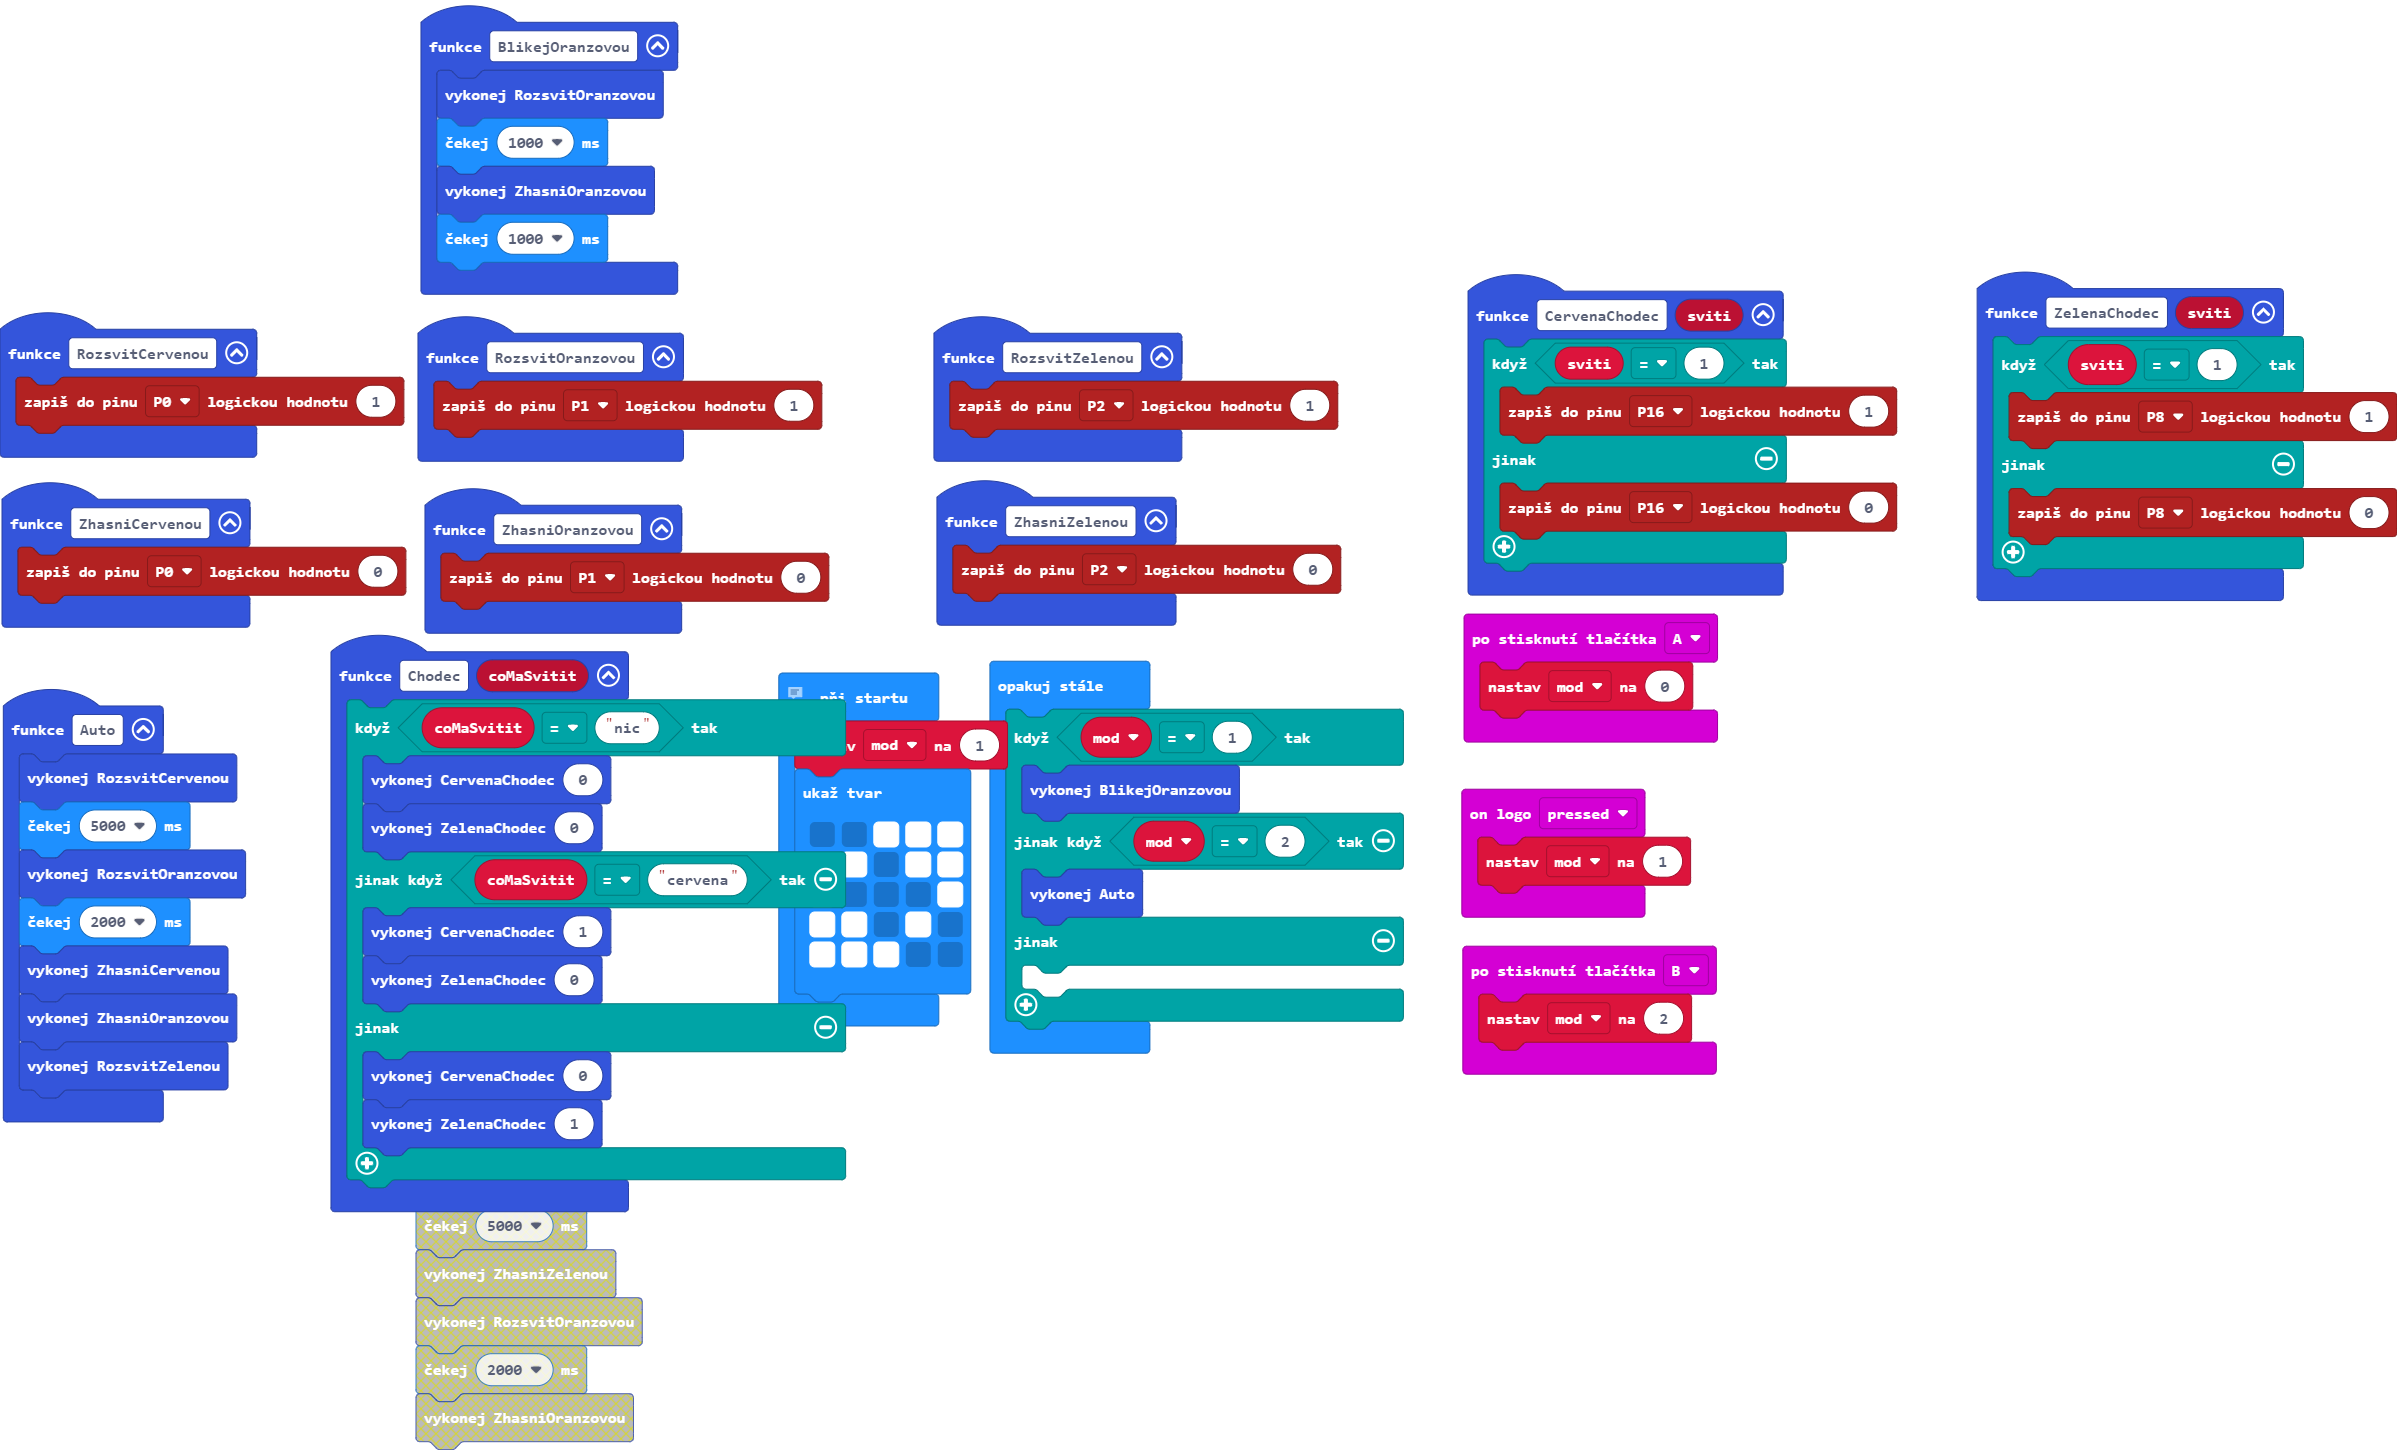 funkce BlikejOranzovou
vykonej RozsvitOranzovou
čekej 1000 ms
vykonej ZhasniOranzovou
čekej 1000 ms
funkce RozsvitCervenou
zapiš do pinu P0 logickou hodnotu 1
funkce RozsvitOranzovou
zapiš do pinu P1 logickou hodnotu 1
funkce RozsvitZelenou
zapiš do pinu P2 logickou hodnotu 1
funkce CervenaChodec sviti
když sviti = 1 tak
zapiš do pinu P16 logickou hodnotu 1
jinak
zapiš do pinu P16 logickou hodnotu 0
funkce ZelenaChodec sviti
když sviti = 1 tak
zapiš do pinu P8 logickou hodnotu 1
jinak
zapiš do pinu P8 logickou hodnotu 0
funkce ZhasniCervenou
zapiš do pinu P0 logickou hodnotu 0
funkce ZhasniOranzovou
zapiš do pinu P1 logickou hodnotu 0
funkce ZhasniZelenou
zapiš do pinu P2 logickou hodnotu 0
funkce Auto
vykonej RozsvitCervenou
čekej 5000 ms
vykonej RozsvitOranzovou
čekej 2000 ms
vykonej ZhasniCervenou
vykonej ZhasniOranzovou
vykonej RozsvitZelenou
funkce Chodec coMaSvitit
když coMaSvitit = "nic" tak
vykonej CervenaChodec 0
vykonej ZelenaChodec 0
jinak když coMaSvitit = "cervena" tak
vykonej CervenaChodec 1
vykonej ZelenaChodec 0
jinak
vykonej CervenaChodec 0
vykonej ZelenaChodec 1
při startu
v mod na 1
ukaž tvar
opakuj stále
když mod = 1 tak
vykonej BlikejOranzovou
jinak když mod = 2 tak
vykonej Auto
jinak
po stisknutí tlačítka A
nastav mod na 0
on logo pressed
nastav mod na 1
po stisknutí tlačítka B
nastav mod na 2
čekej 5000 ms
vykonej ZhasniZelenou
vykonej RozsvitOranzovou
čekej 2000 ms
vykonej ZhasniOranzovou